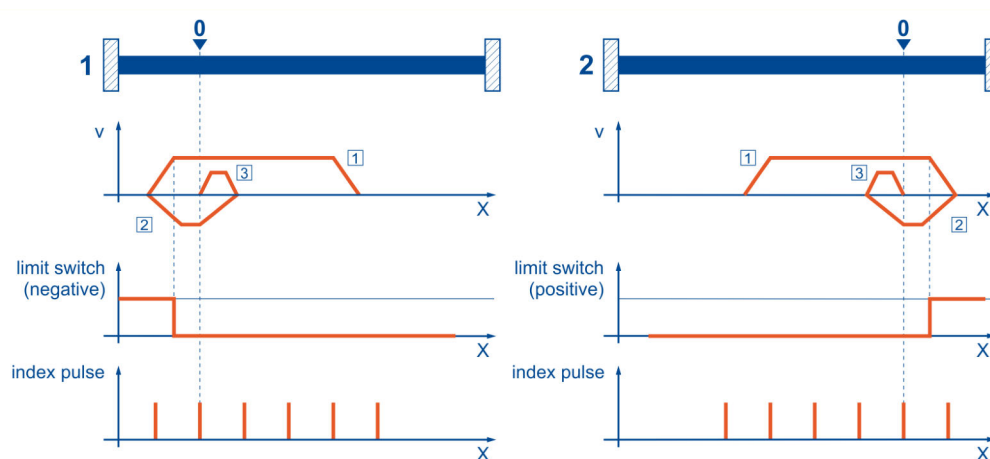 0
1
v
1
3
2
X
limit switch
(negative)
X
index pulse
X
0
2
v
1
3
2
X
limit switch
(positive)
X
index pulse
X